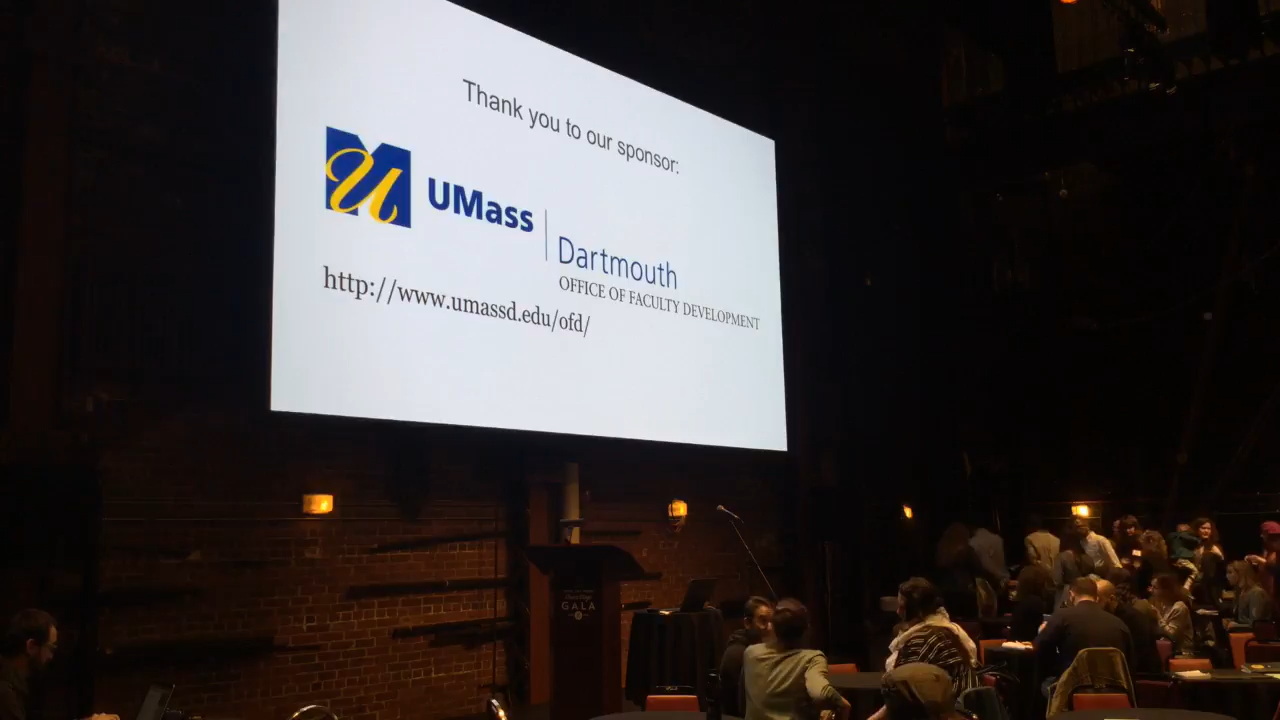 Thank you to our sponsor:
U
UMass
Dartmouth
OFFICE OF FACULTY DEVELOPMENT
http://www.umassd.edu/ofd/
GALA